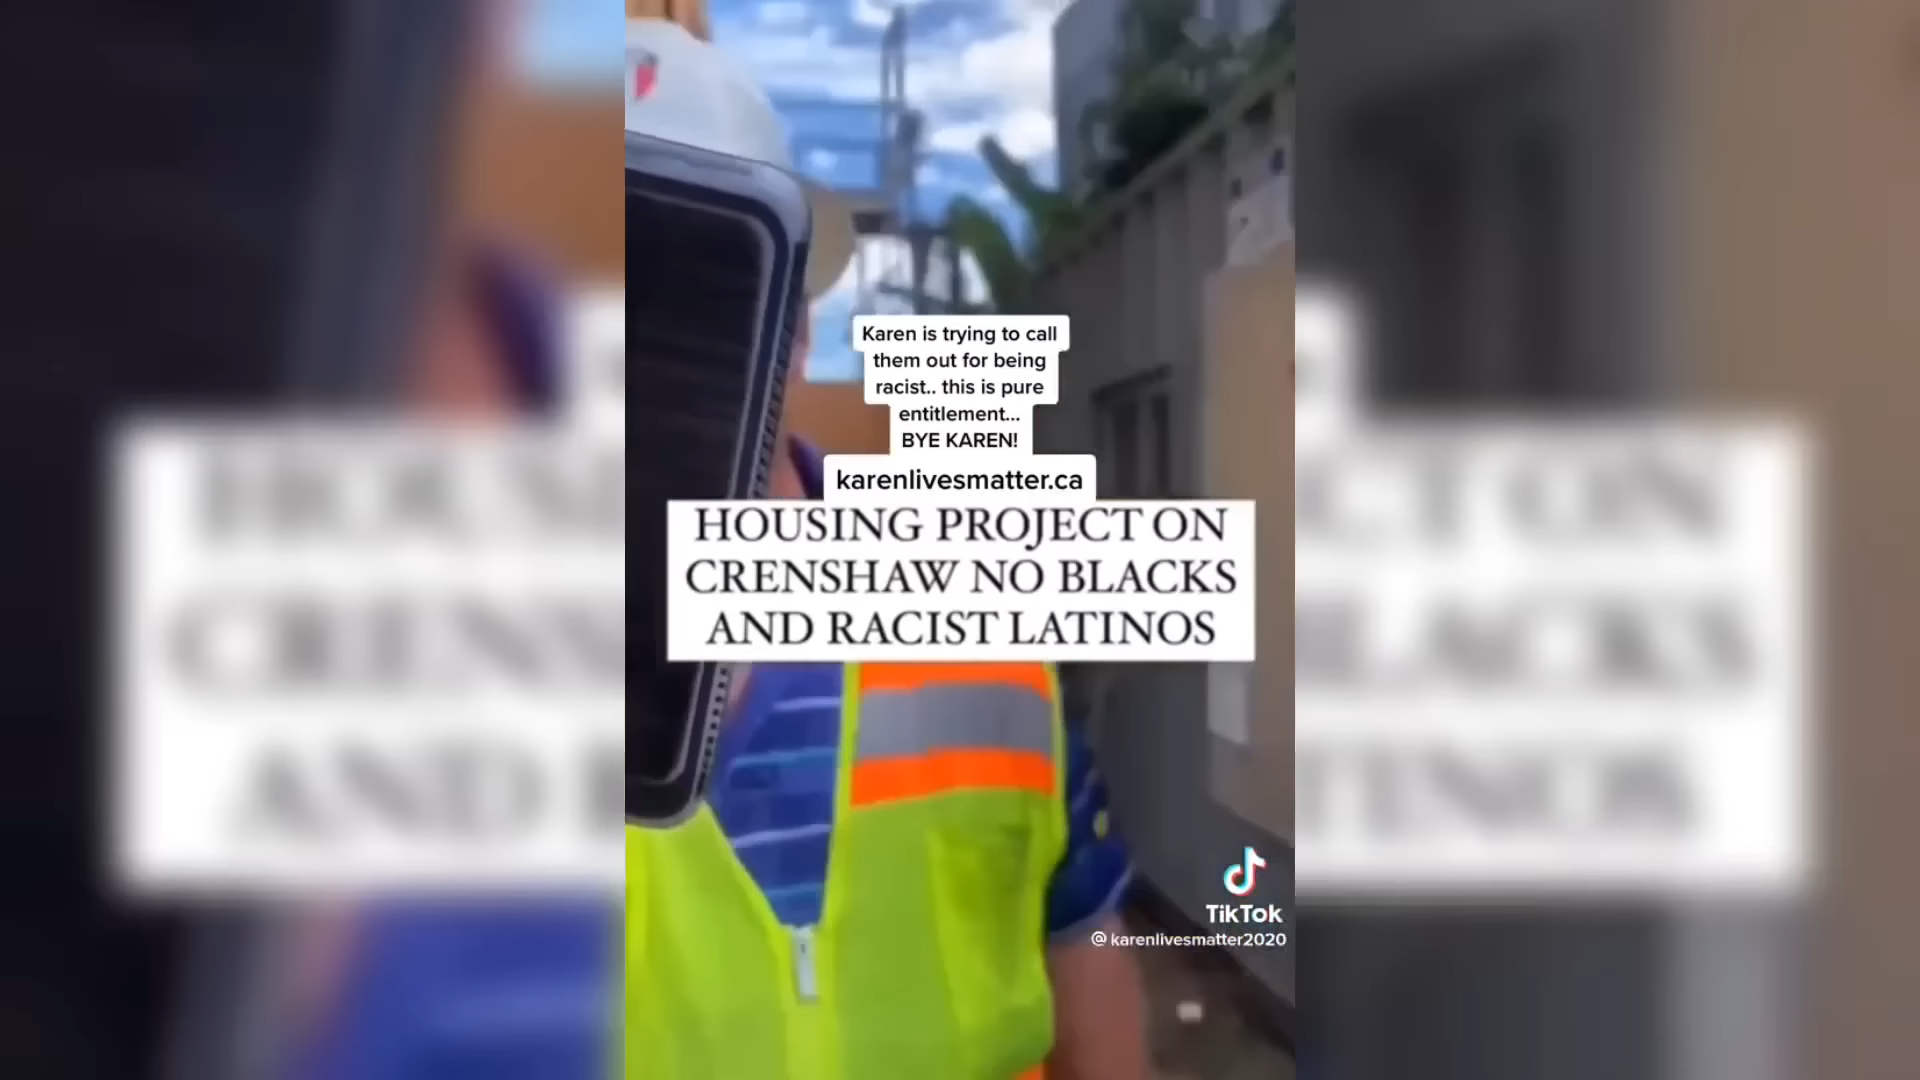 Karen is trying to call
them out for being
racist.. this is pure
entitlement...
BYE KAREN!
karenlivesmatter.ca
HOUSING PROJECT ON
CRENSHAW NO BLACKS
AND RACIST LATINOS
TikTok
@karenlivesmatter2020